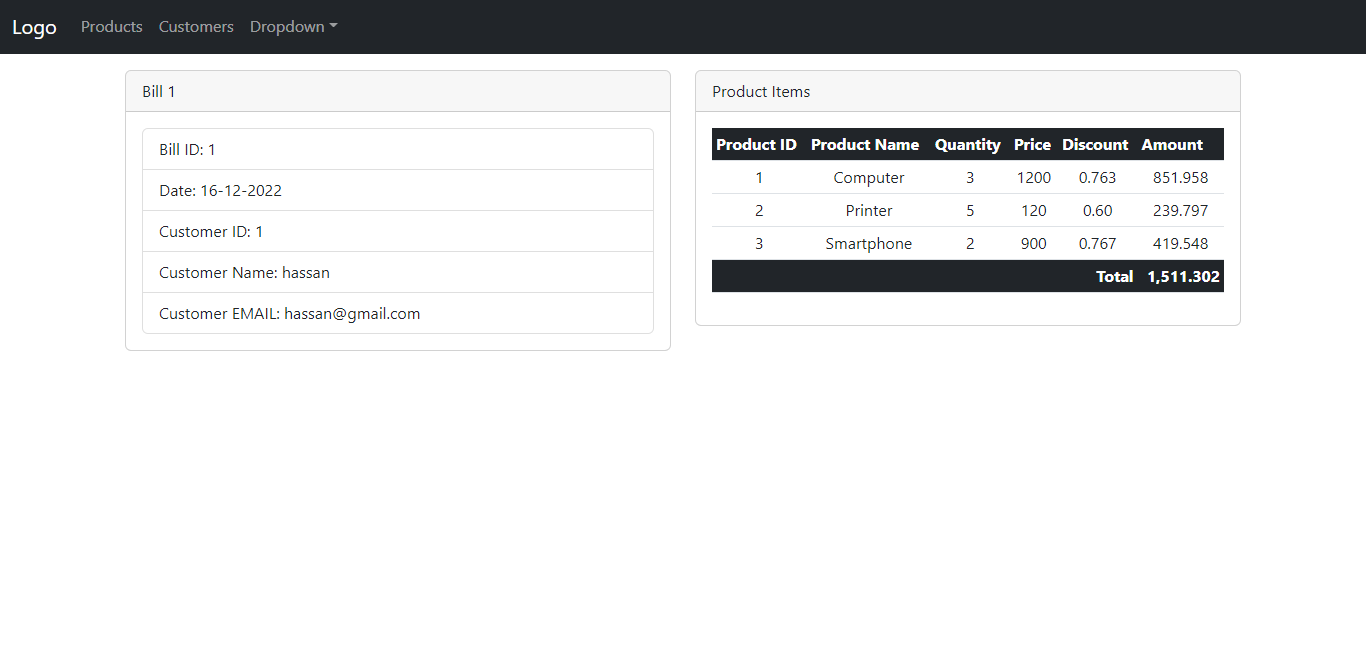 Logo Products Customers Dropdown
Bill 1
Bill ID: 1
Date: 16-12-2022
Customer ID: 1
Customer Name: hassan
Customer EMAIL: hassan@gmail.com
Product Items
Product ID Product Name Quantity Price Discount Amount
1 Computer 3 1200 0.763 851.958
2 Printer 5 120 0.60 239.797
3 Smartphone 2 900 0.767 419.548
Total 1,511.302